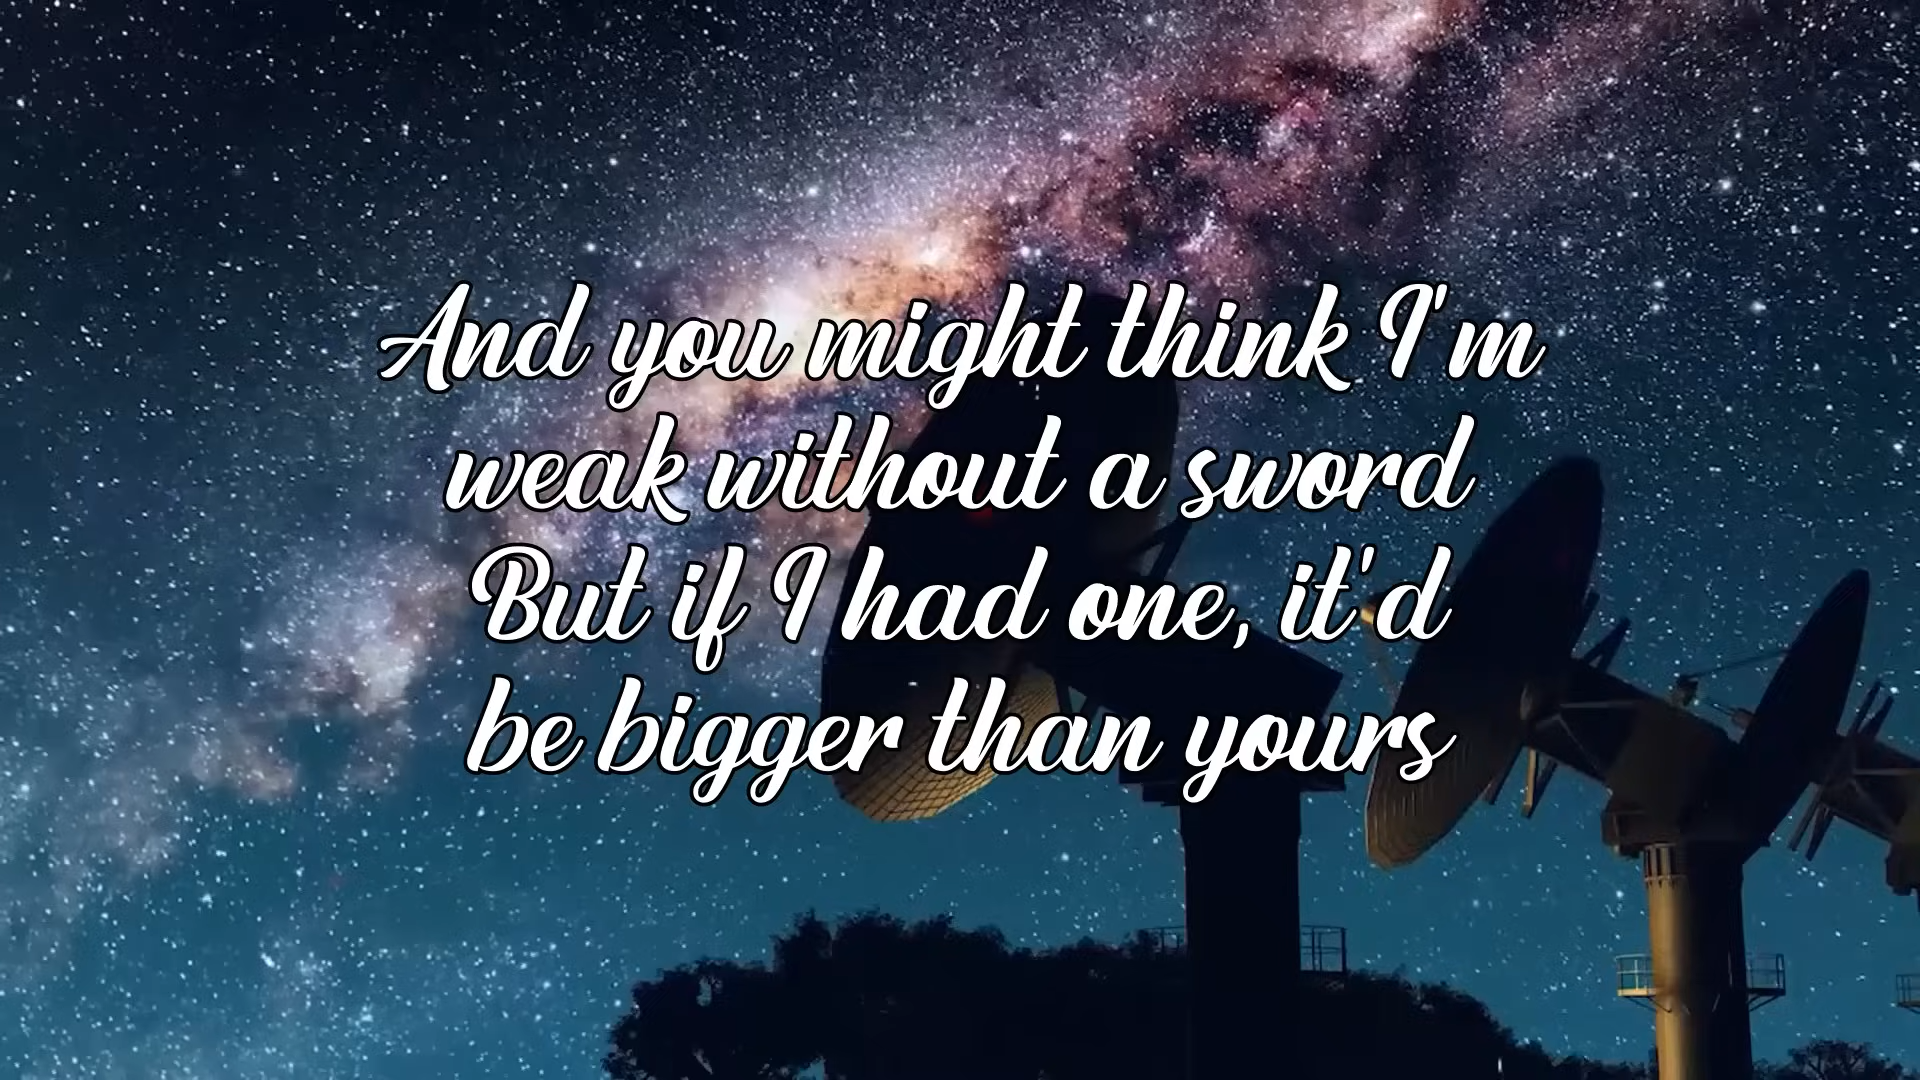 And you might think I'm
weak without a sword
But if I had one, it'd
be bigger than yours